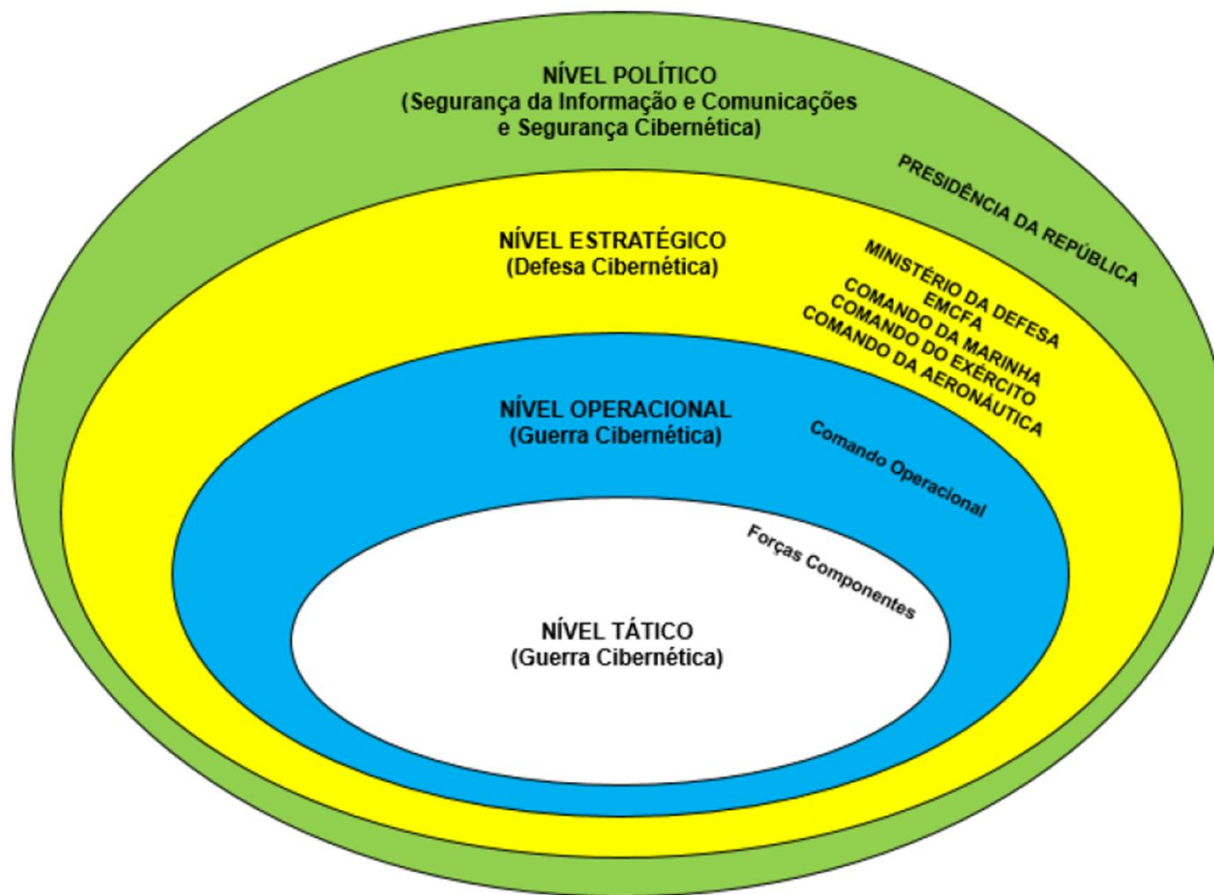 NÍVEL POLÍTICO
(Segurança da Informação e Comunicações
e Segurança Cibernética)
PRESIDÊNCIA DA REPÚBLICA
NÍVEL ESTRATÉGICO
(Defesa Cibernética)
MINISTÉRIO DA DEFESA
EMCFA
COMANDO DA MARINHA
COMANDO DO EXÉRCITO
COMANDO DA AERONÁUTICA
NÍVEL OPERACIONAL
(Guerra Cibernética)
Comando Operacional
Forças Componentes
NÍVEL TÁTICO
(Guerra Cibernética)